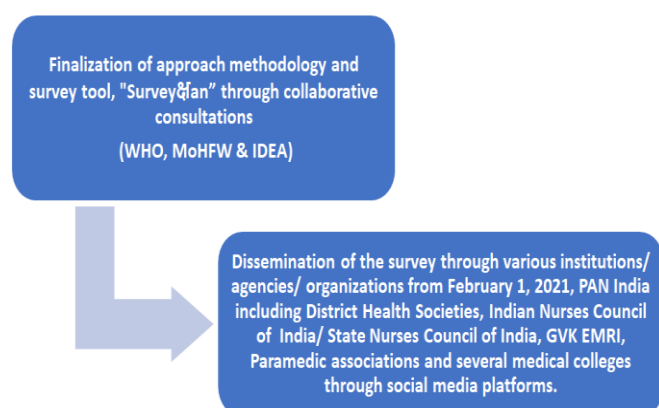 Finalization of approach methodology and
survey tool, "Survey through collaborative
consultations
(WHO, MoHFW & IDEA)
Dissemination of the survey through various institutions/
agencies/ organizations from February 1, 2021, PAN India
including District Health Societies, Indian Nurses Council
of India/ State Nurses Council of India, GVK EMRI,
Paramedic associations and several medical colleges
through social media platforms.